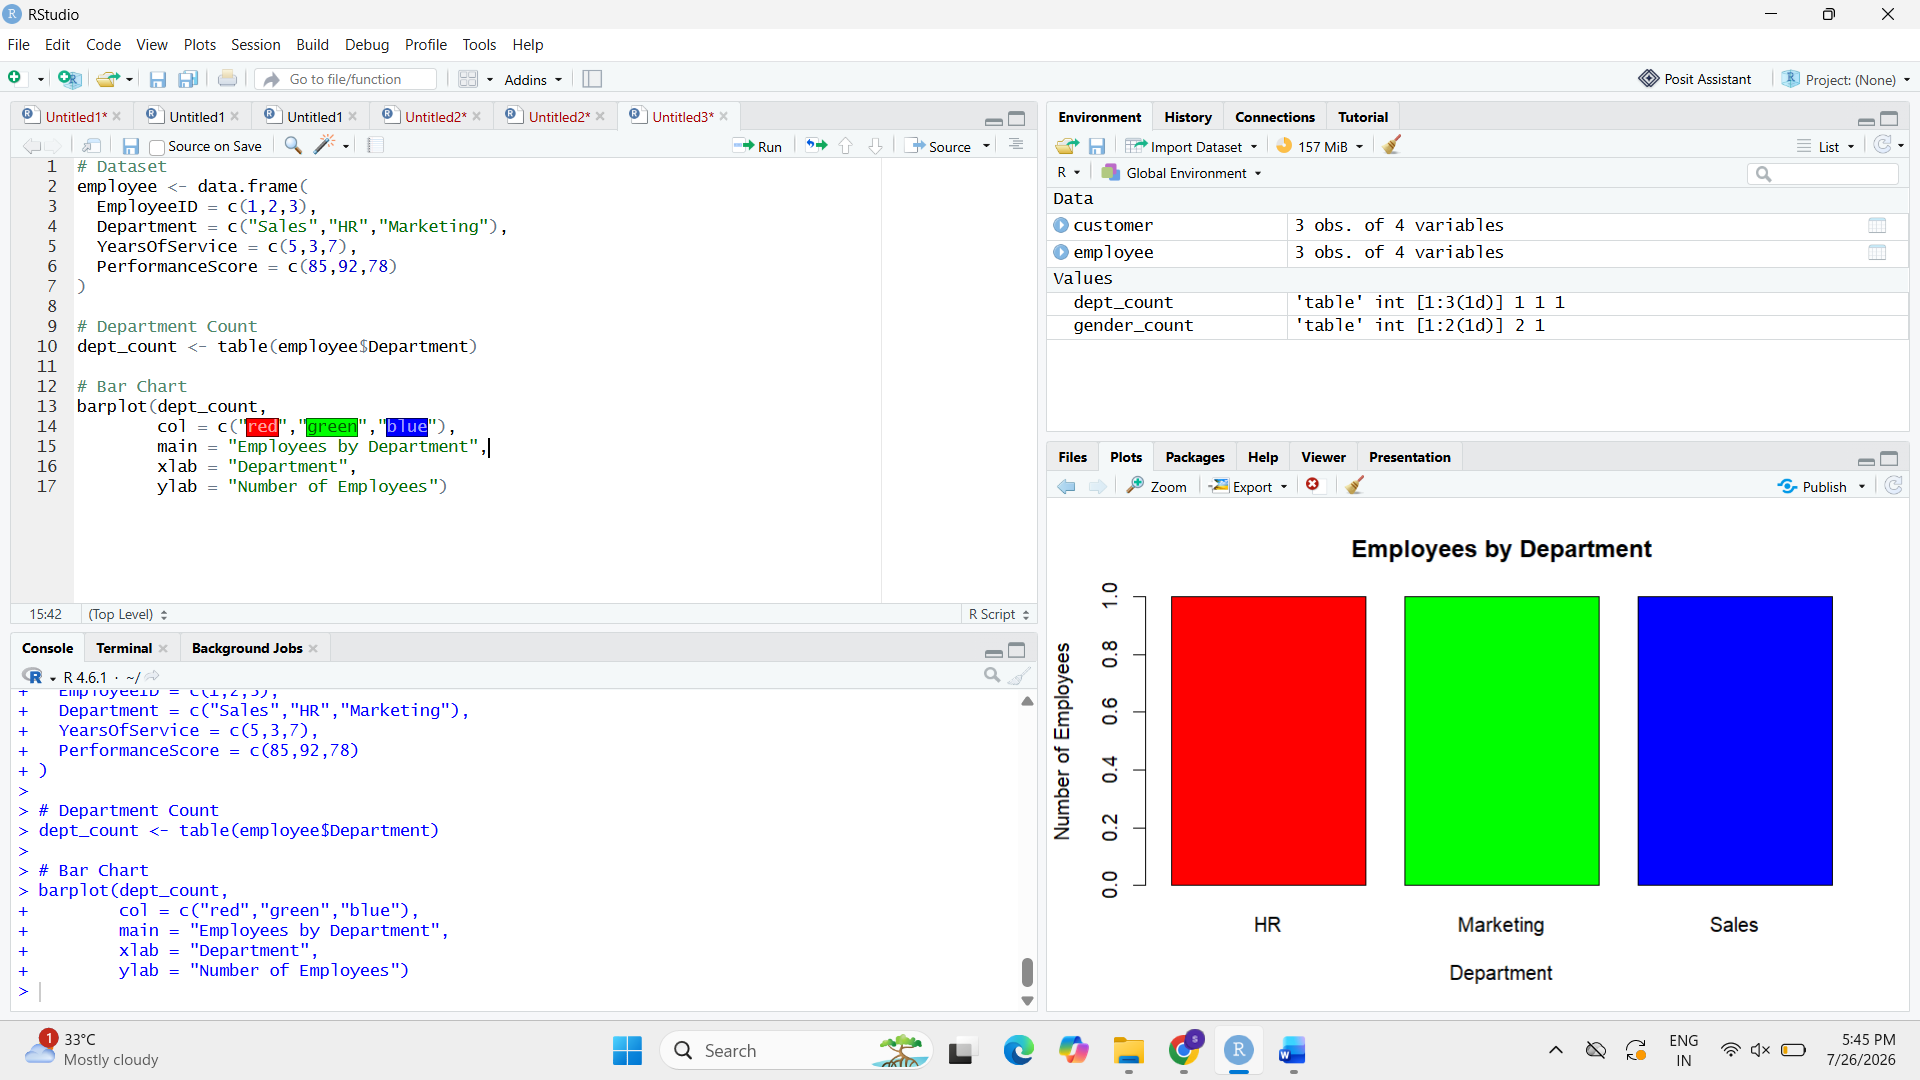 RStudio
File Edit Code View Plots Session Build Debug Profile Tools Help
Go to file/function Addins Posit Assistant Project: (None)
Untitled1* Untitled1 Untitled1 Untitled2* Untitled2* Untitled3*
Source on Save Run Source
1 # Dataset
2 employee <- data.frame(
3   EmployeeID = c(1,2,3),
4   Department = c("Sales","HR","Marketing"),
5   YearsOfService = c(5,3,7),
6   PerformanceScore = c(85,92,78)
7 )
8
9 # Department Count
10 dept_count <- table(employee$Department)
11
12 # Bar Chart
13 barplot(dept_count,
14         col = c("red","green","blue"),
15         main = "Employees by Department",
16         xlab = "Department",
17         ylab = "Number of Employees")
15:42 (Top Level) R Script
Console Terminal Background Jobs
R 4.6.1 · ~/
+   EmployeeID = c(1,2,3),
+   Department = c("Sales","HR","Marketing"),
+   YearsOfService = c(5,3,7),
+   PerformanceScore = c(85,92,78)
+ )
>
> # Department Count
> dept_count <- table(employee$Department)
>
> # Bar Chart
> barplot(dept_count,
+         col = c("red","green","blue"),
+         main = "Employees by Department",
+         xlab = "Department",
+         ylab = "Number of Employees")
>
Environment History Connections Tutorial
Import Dataset 157 MiB List
R Global Environment
Data
customer 3 obs. of 4 variables
employee 3 obs. of 4 variables
Values
dept_count 'table' int [1:3(1d)] 1 1 1
gender_count 'table' int [1:2(1d)] 2 1
Files Plots Packages Help Viewer Presentation
Zoom Export Publish
Employees by Department
Number of Employees
1.0
0.8
0.6
0.4
0.2
0.0
HR Marketing Sales
Department
1
33°C
Mostly cloudy
Search
ENG
IN
5:45 PM
7/26/2026